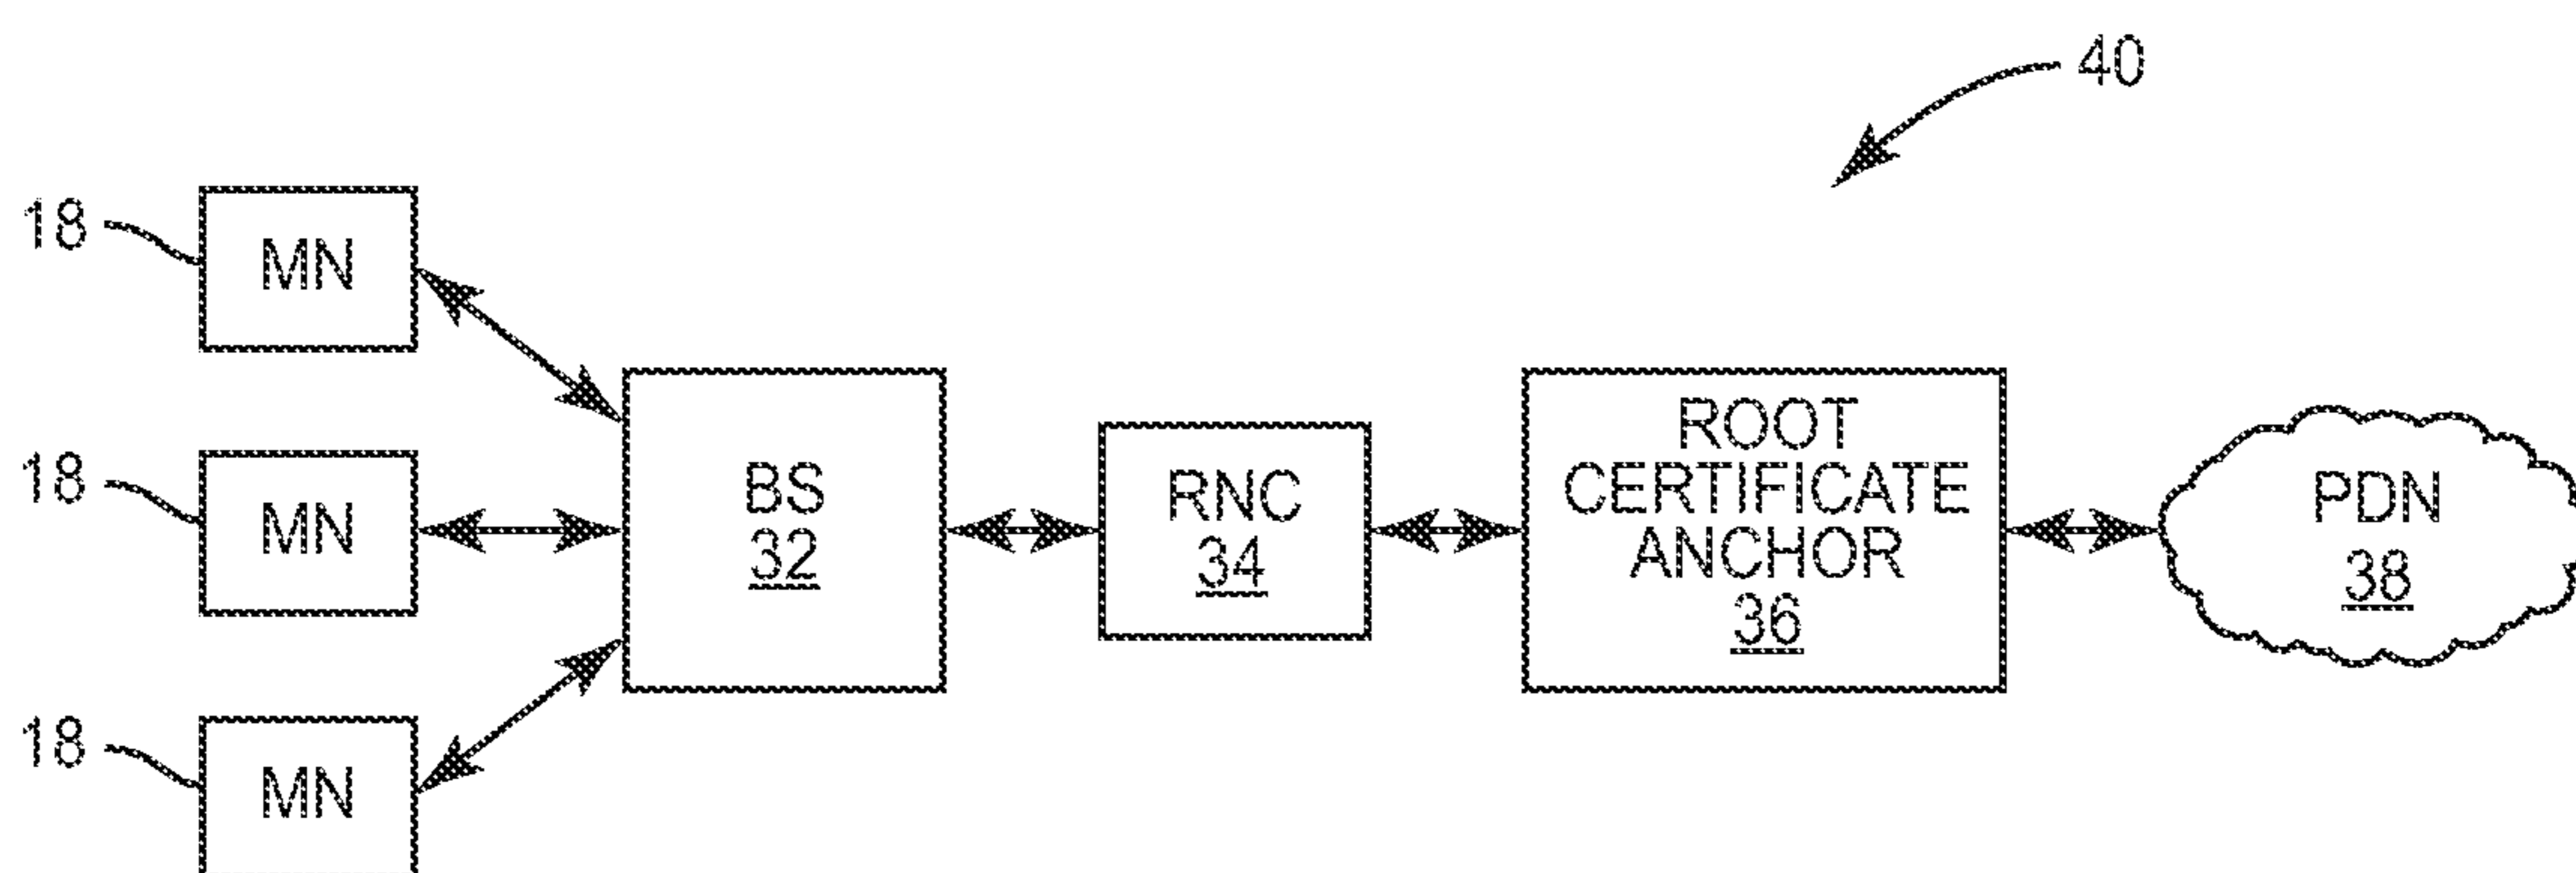 40
18
MN
18
MN
18
MN
BS
32
RNC
34
ROOT
CERTIFICATE
ANCHOR
36
PDN
38